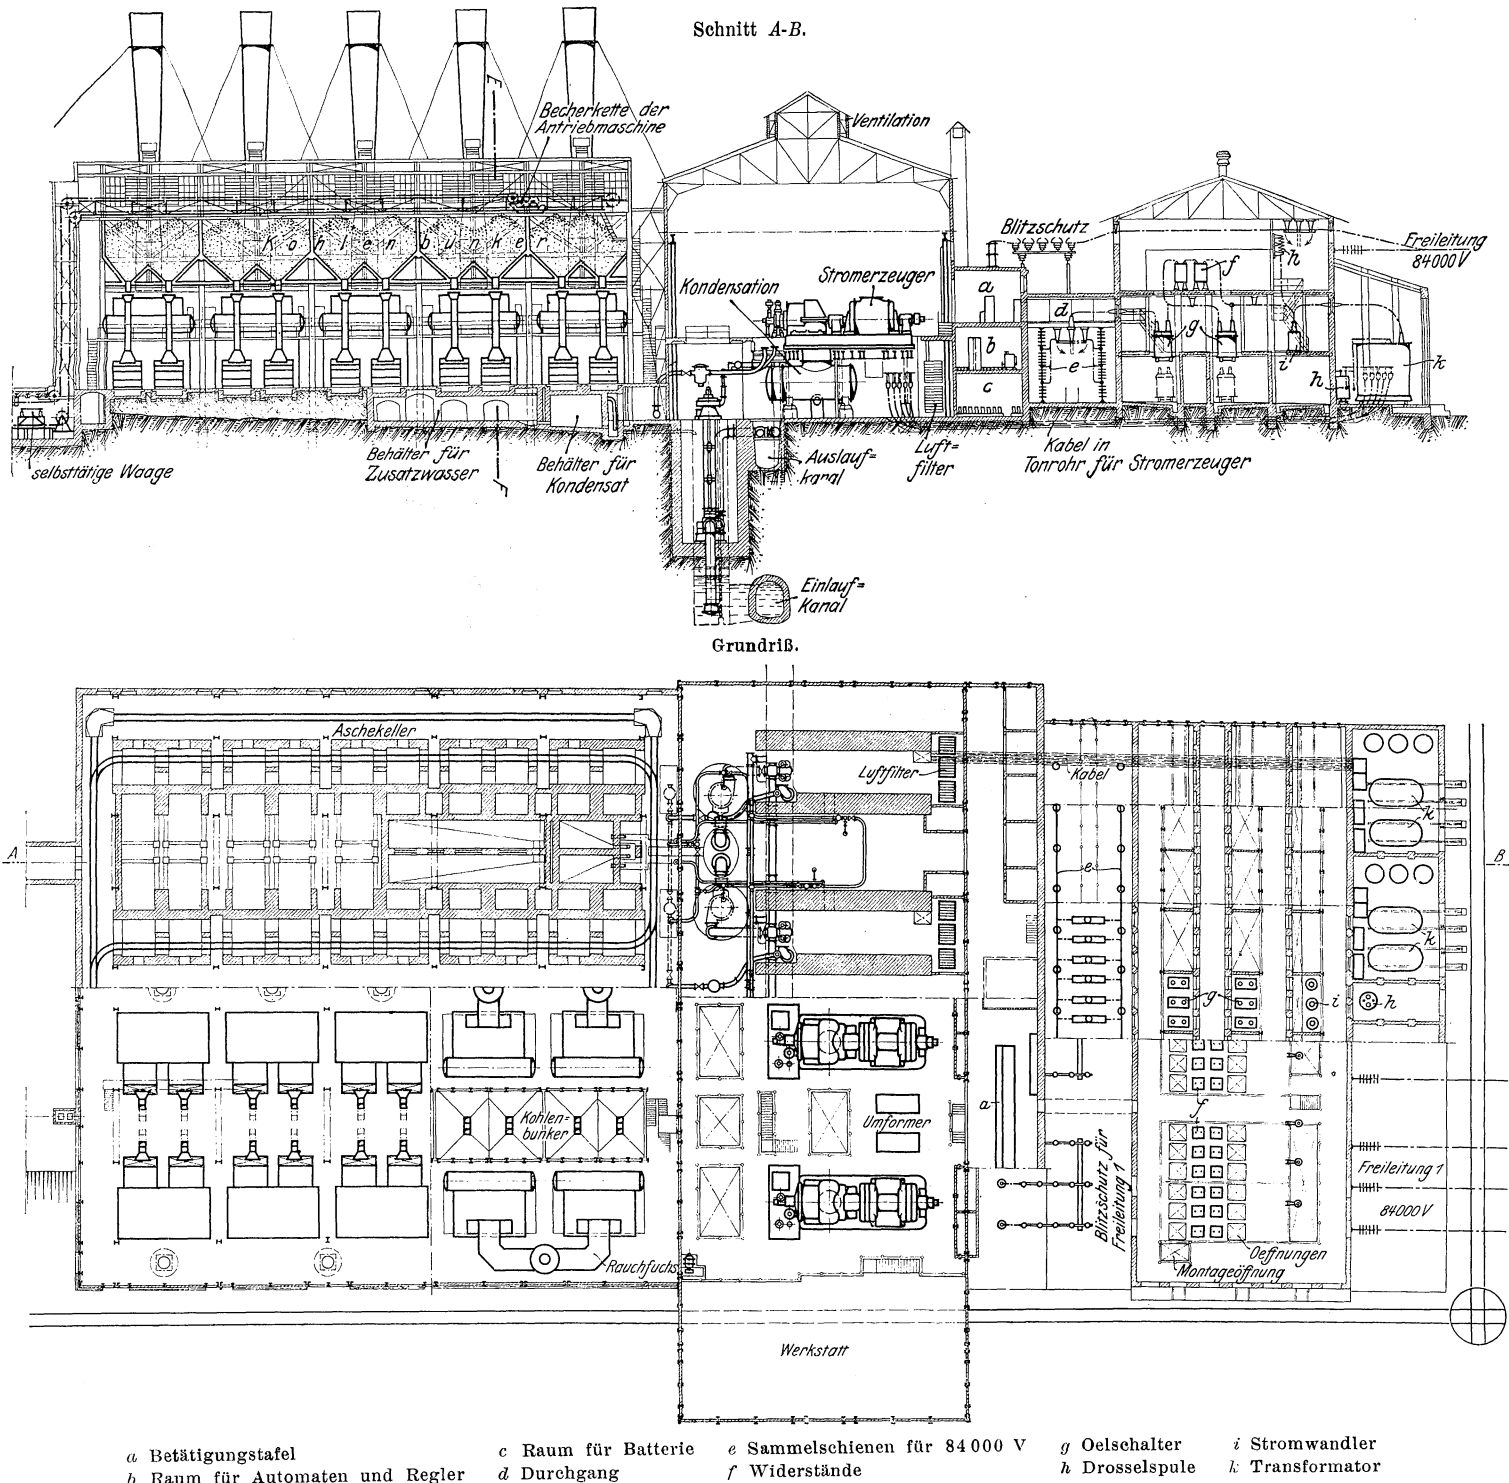 Schnitt A-B.
E
Becherkette der
Antriebmaschine
Ventilation
Kohlenbunker
Blitzschutz
Freileitung
84000V
h
f
Kondensation
Stromerzeuger
a
d
g
b
e
i
h
k
c
selbsttätige Waage
Behälter für
Zusatzwasser
F
Behälter für
Kondensat
Auslauf=
kanal
Luft=
filter
Kabel in
Tonrohr für Stromerzeuger
Einlauf=
Kanal
Grundriß.
Aschekeller
Luftfilter
Kabel
k
A
B
e
k
g
i
h
a
f
Kohlen=
bunker
Umformer
Blitzschutz für
Freileitung 1
Freileitung 1
84000V
Rauchfuchs
Oeffnungen
Montageöffnung
Werkstatt
a Betätigungstafel
b Raum für Automaten und Regler
c Raum für Batterie
d Durchgang
e Sammelschienen für 84000 V
f Widerstände
g Oelschalter
h Drosselspule
i Stromwandler
k Transformator